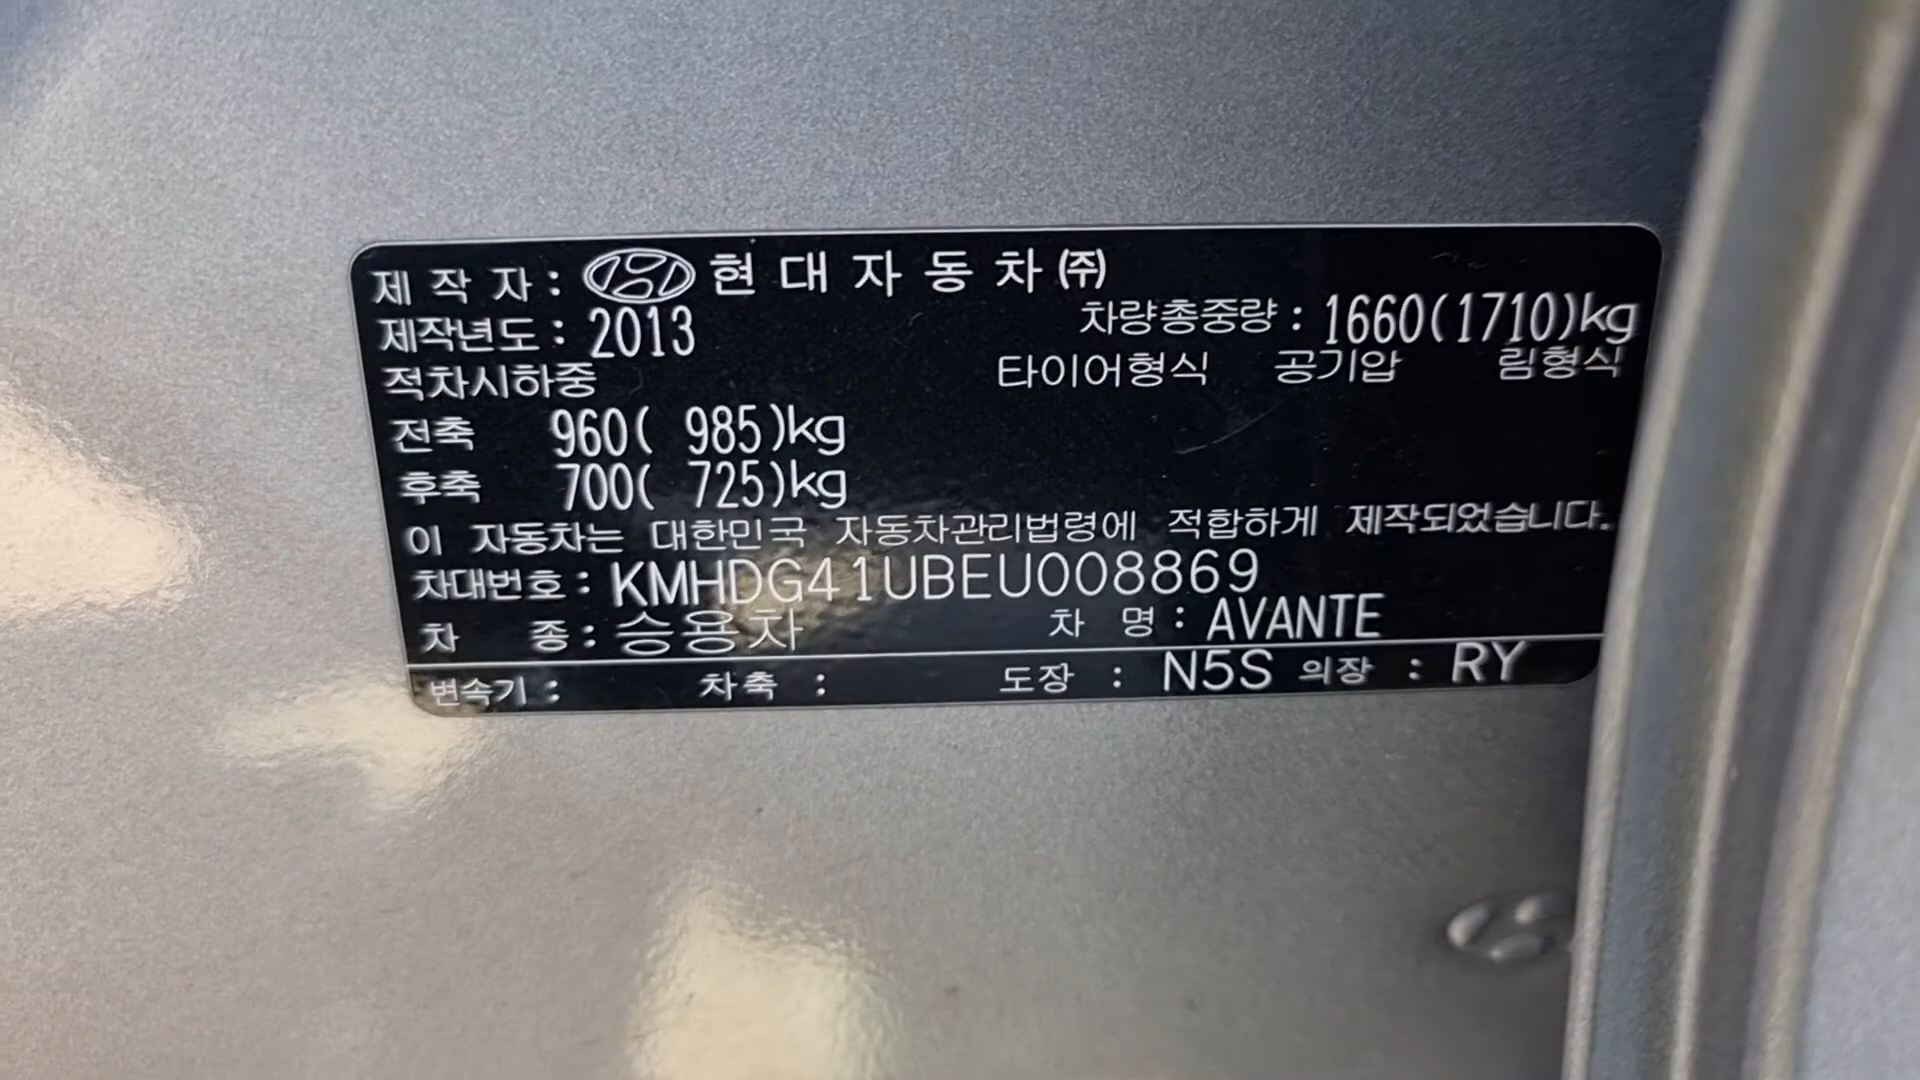 제 작 자 : 현 대 자 동 차 ㈜
제작년도 : 2013 차량총중량 : 1660(1710)kg
적차시하중 타이어형식 공기압 림형식
전축 960( 985)kg
후축 700( 725)kg
이 자동차는 대한민국 자동차관리법령에 적합하게 제작되었습니다.
차대번호 : KMHDG41UBEU008869
차 종 : 승용차 차 명 : AVANTE
변속기 : 차축 : 도장 : N5S 의장 : RY